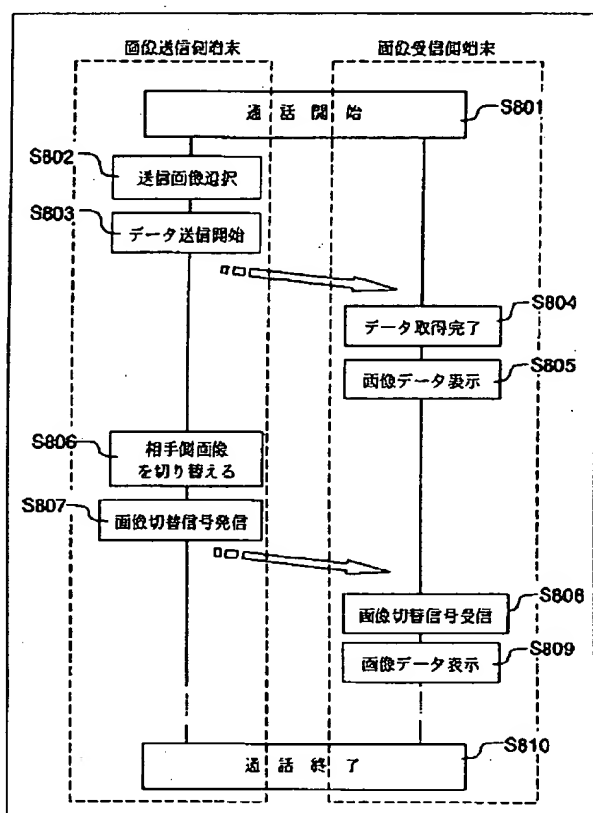 画像送信側端末
画像受信側端末
通話開始
S801
S802
送信画像選択
S803
データ送信開始
S804
データ取得完了
S805
画像データ表示
S806
相手側画像
を切り替える
S807
画像切替信号発信
S808
画像切替信号受信
S809
画像データ表示
S810
通話終了